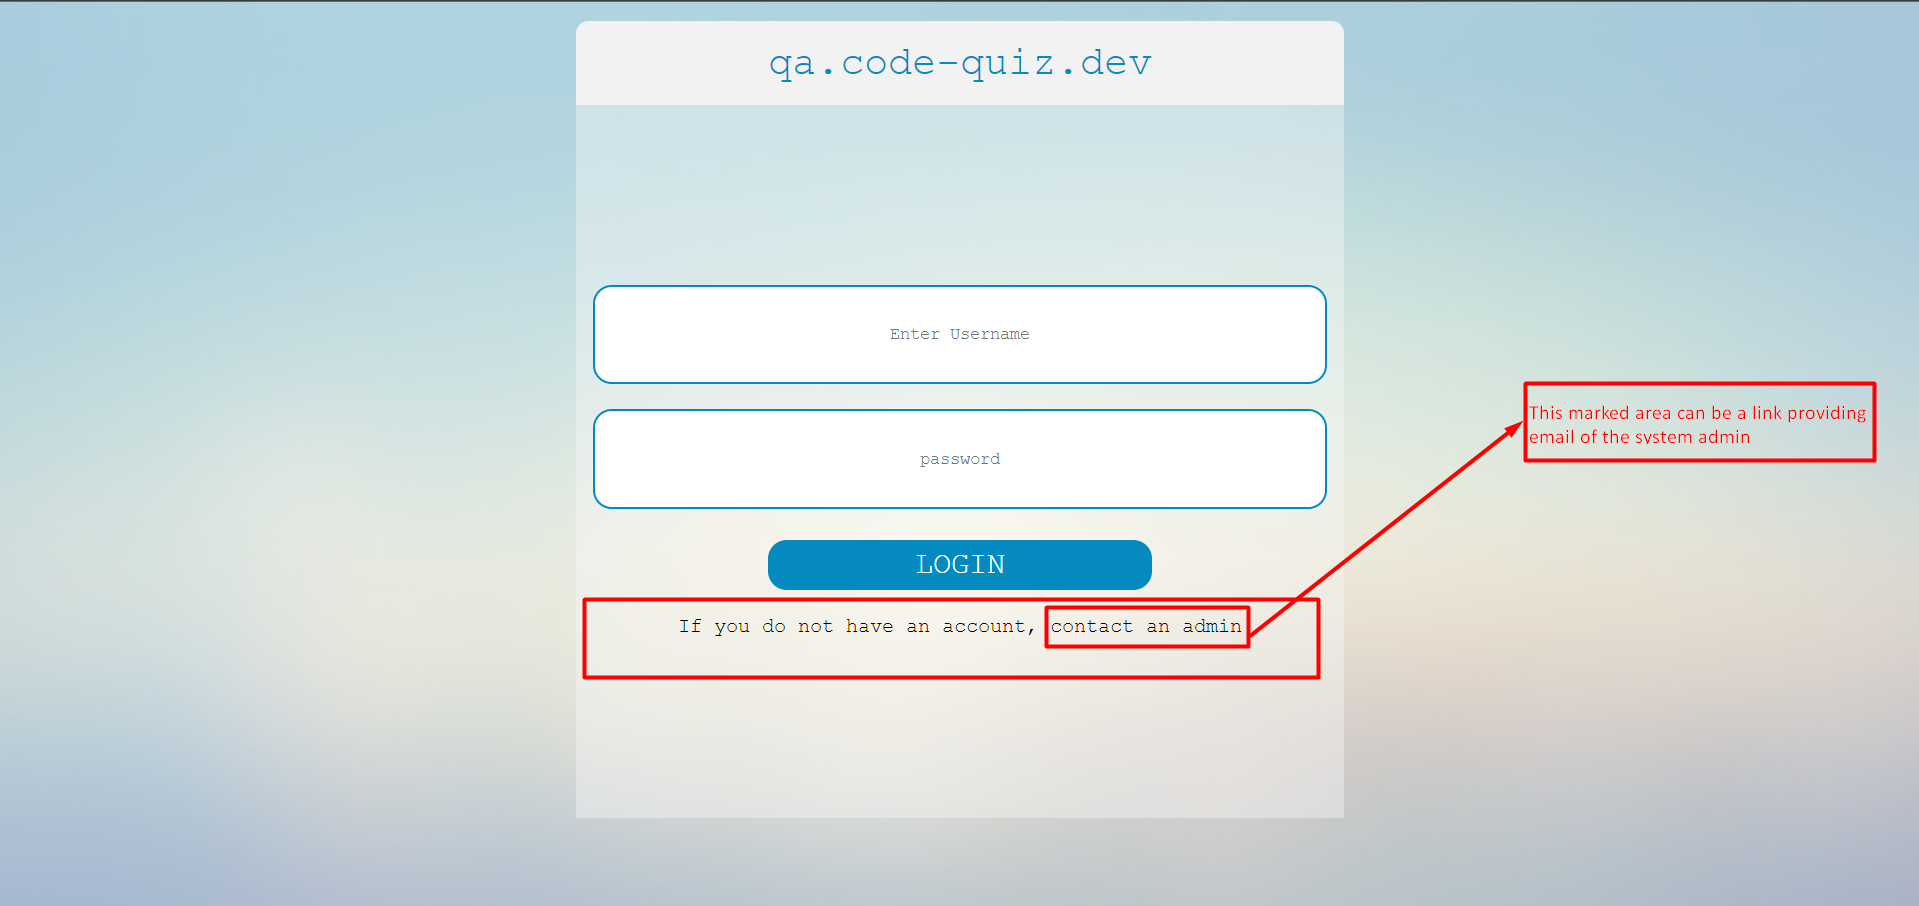 qa.code-quiz.dev
Enter Username
password
LOGIN
If you do not have an account, contact an admin
This marked area can be a link providing
email of the system admin